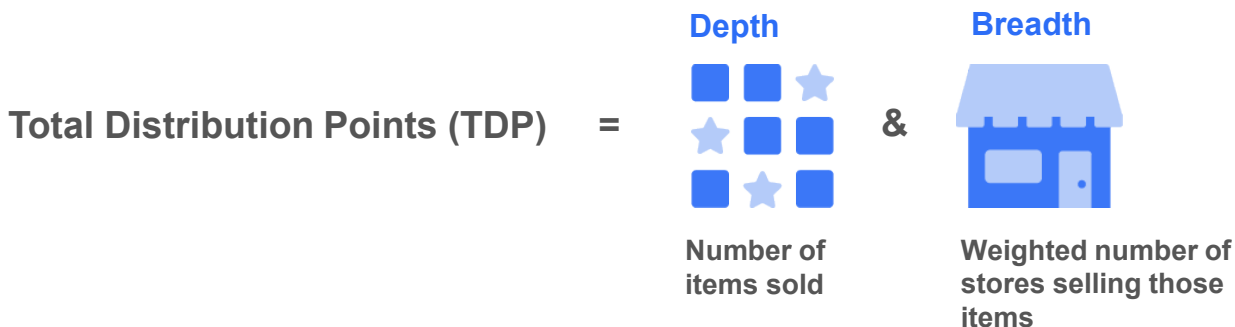 Depth
Breadth
Total Distribution Points (TDP) = &
Number of
items sold
Weighted number of
stores selling those
items